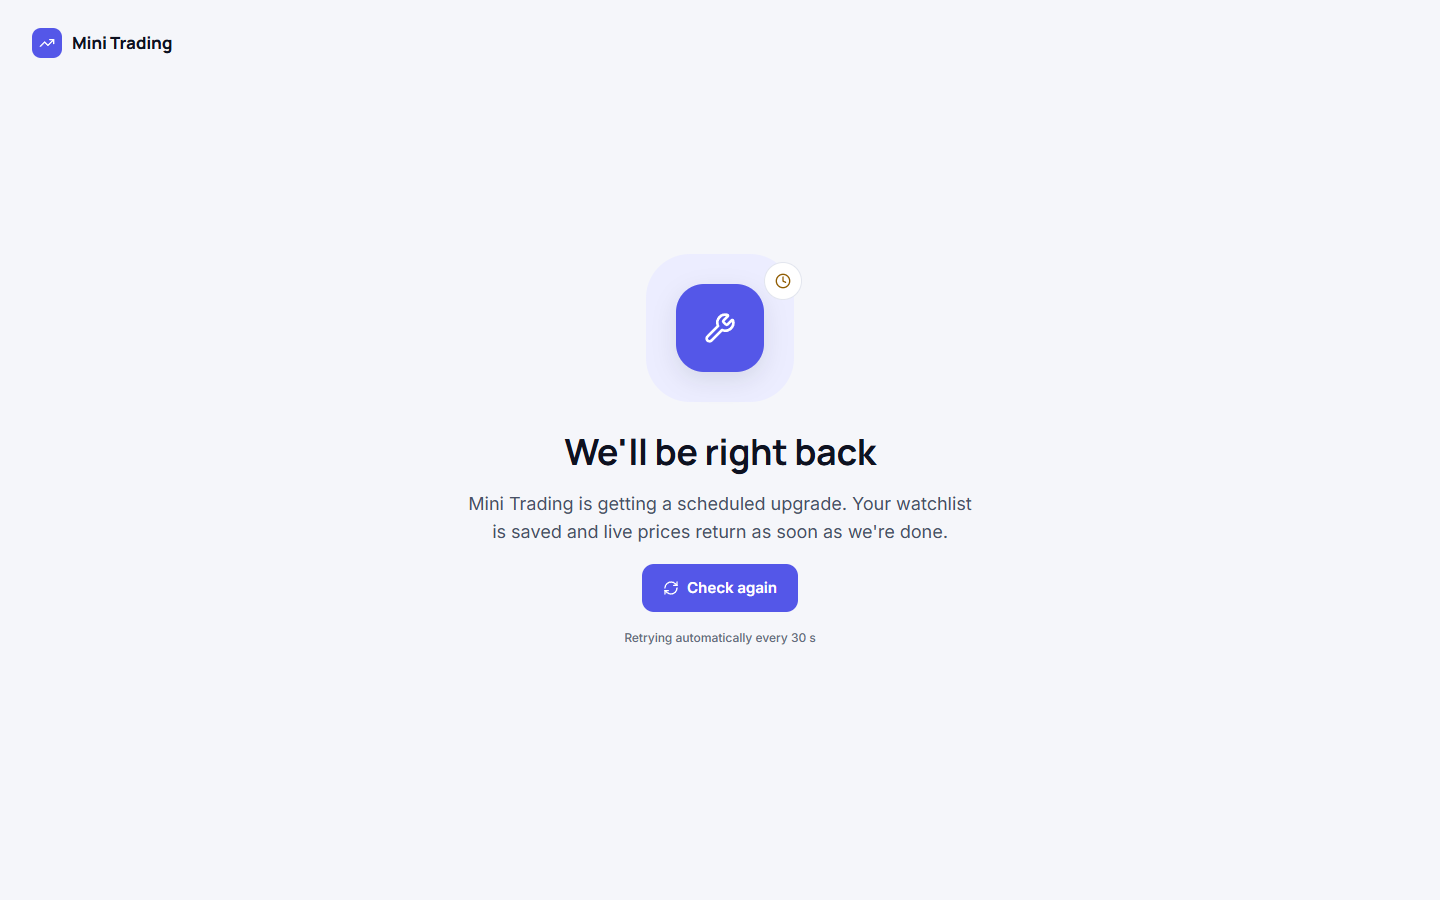 Mini Trading
We'll be right back
Mini Trading is getting a scheduled upgrade. Your watchlist
is saved and live prices return as soon as we're done.
Check again
Retrying automatically every 30 s